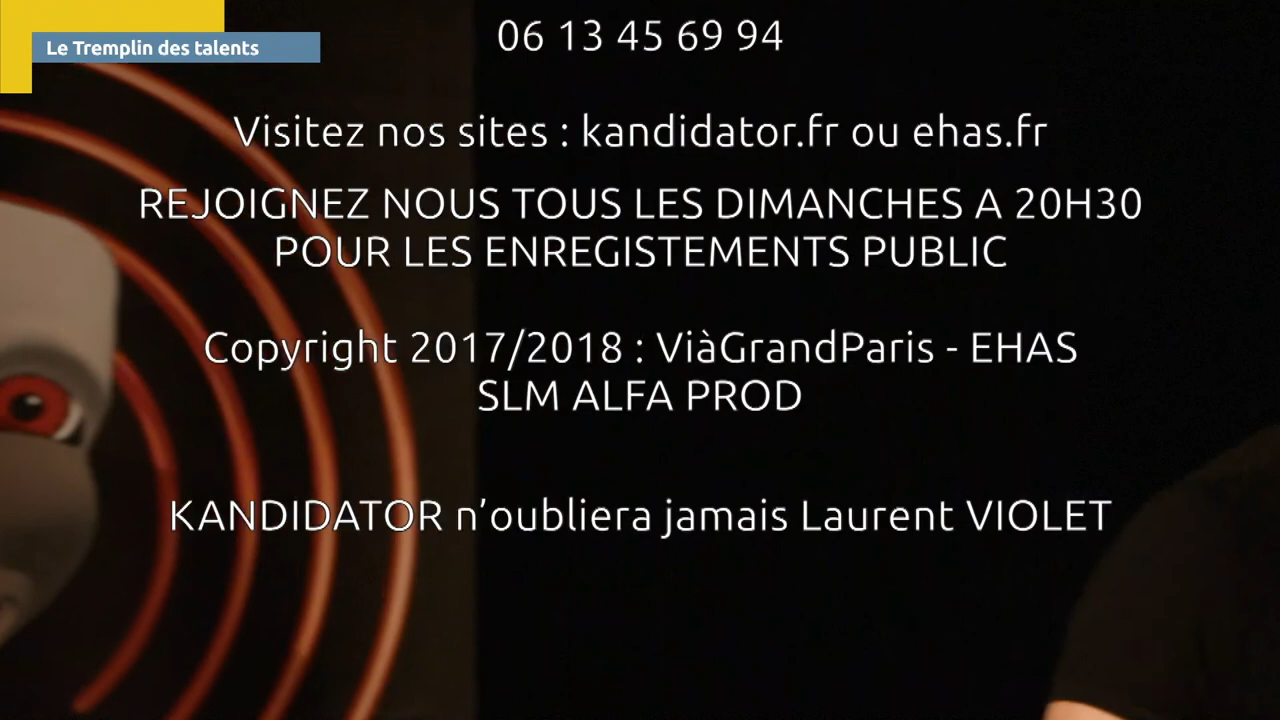 Le Tremplin des talents
06 13 45 69 94
Visitez nos sites : kandidator.fr ou ehas.fr
REJOIGNEZ NOUS TOUS LES DIMANCHES A 20H30
POUR LES ENREGISTEMENTS PUBLIC
Copyright 2017/2018 : ViàGrandParis - EHAS
SLM ALFA PROD
KANDIDATOR n’oubliera jamais Laurent VIOLET